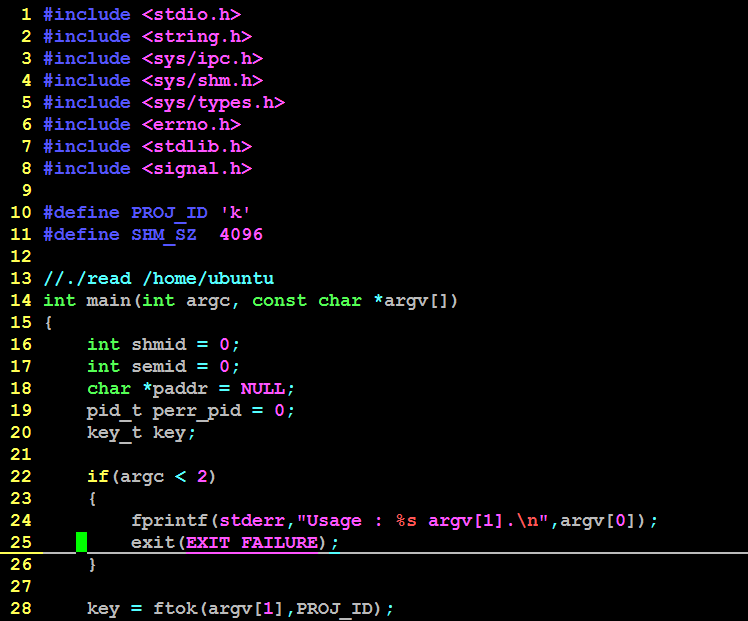 1 #include <stdio.h>
2 #include <string.h>
3 #include <sys/ipc.h>
4 #include <sys/shm.h>
5 #include <sys/types.h>
6 #include <errno.h>
7 #include <stdlib.h>
8 #include <signal.h>
9
10 #define PROJ_ID 'k'
11 #define SHM_SZ  4096
12
13 //./read /home/ubuntu
14 int main(int argc, const char *argv[])
15 {
16     int shmid = 0;
17     int semid = 0;
18     char *paddr = NULL;
19     pid_t perr_pid = 0;
20     key_t key;
21
22     if(argc < 2)
23     {
24         fprintf(stderr,"Usage : %s argv[1].\n",argv[0]);
25         exit(EXIT_FAILURE);
26     }
27
28     key = ftok(argv[1],PROJ_ID);